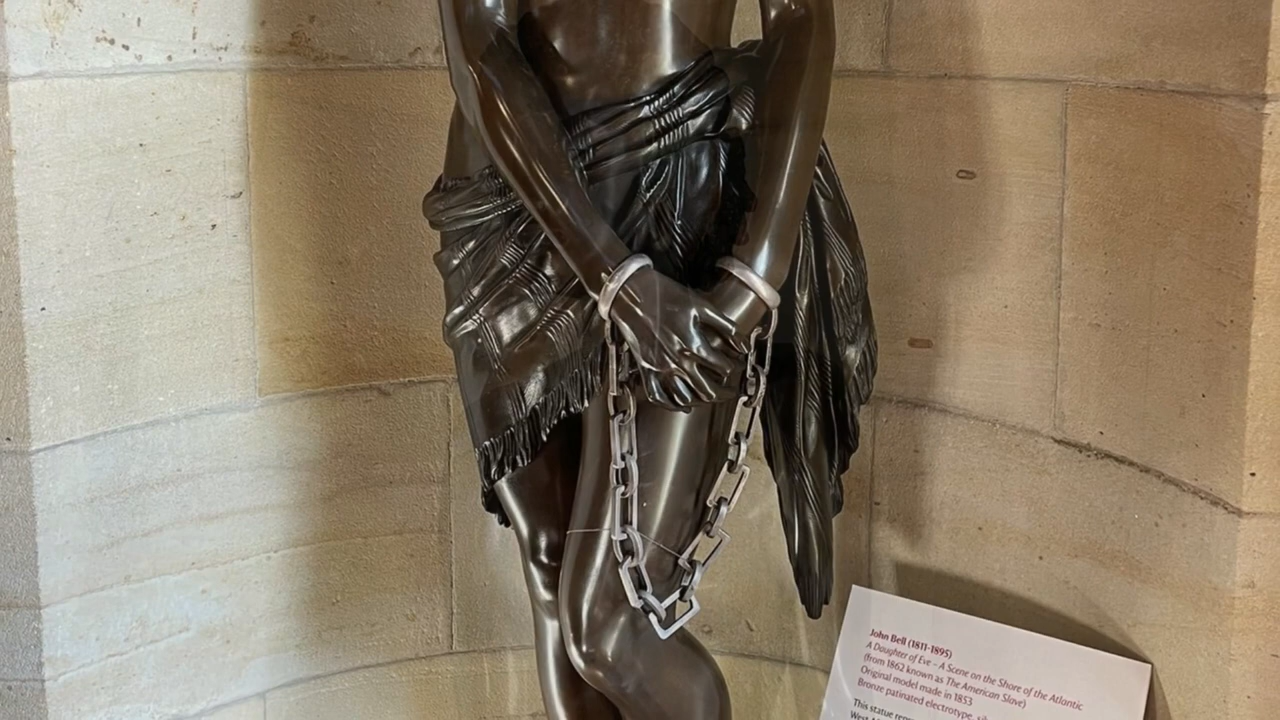 John Bell (1811-1895)
A Daughter of Eve – A Scene on the Shore of the Atlantic
(from 1862 known as The American Slave)
Original model made in 1853
Bronze patinated electrotype,
This statue
West